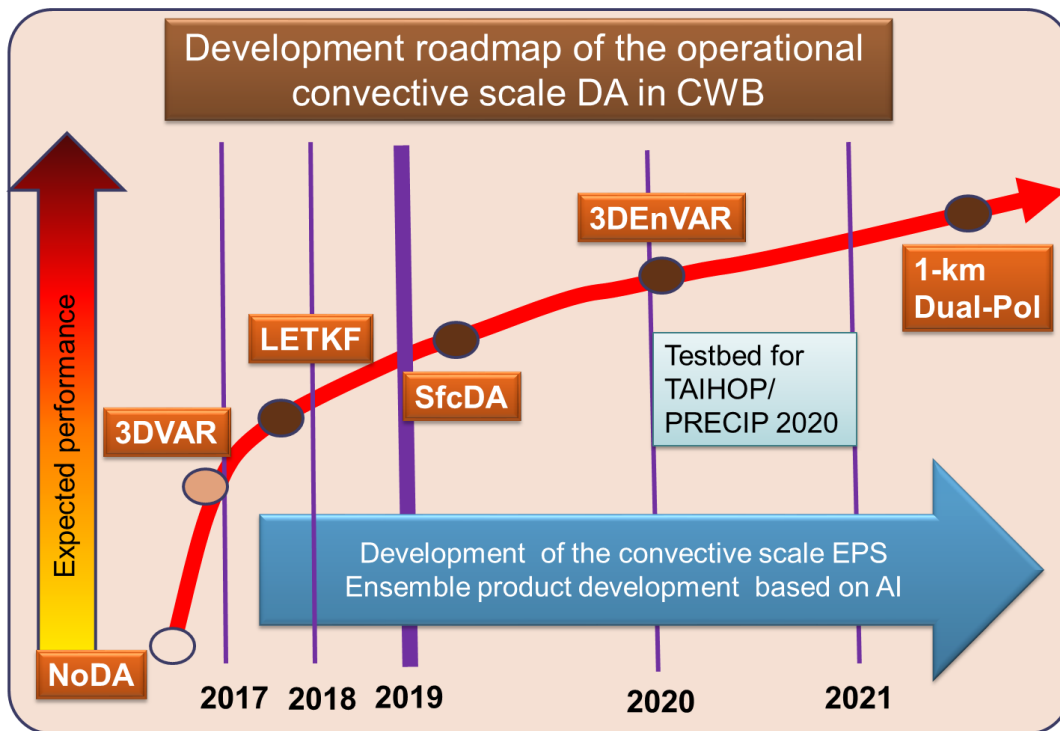 Development roadmap of the operational
convective scale DA in CWB
Expected performance
NoDA
3DVAR
LETKF
SfcDA
3DEnVAR
1-km
Dual-Pol
Testbed for
TAIHOP/
PRECIP 2020
Development of the convective scale EPS
Ensemble product development based on AI
2017
2018
2019
2020
2021